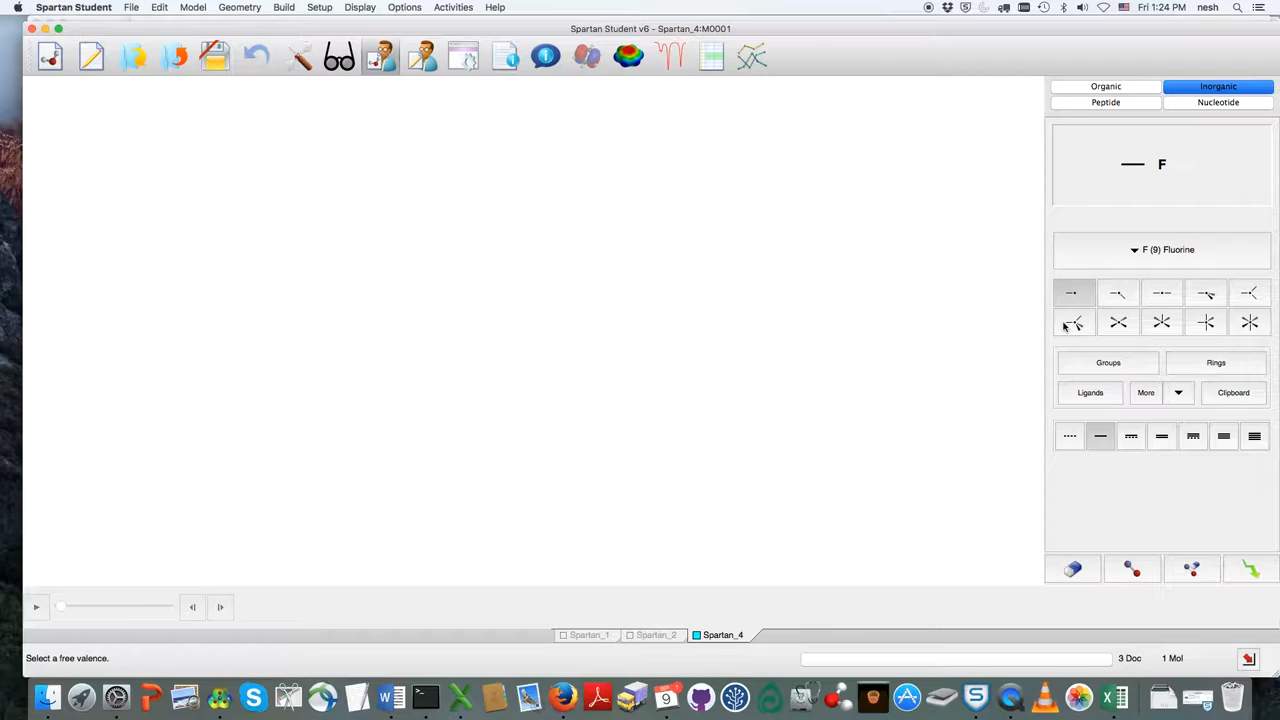 Spartan Student File Edit Model Geometry Build Setup Display Options Activities Help Fri 1:24 PM nesh
Spartan Student v6 - Spartan_4:M0001
Organic Inorganic
Peptide Nucleotide
F
F (9) Fluorine
Groups Rings
Ligands More Clipboard
Spartan_1 Spartan_2 Spartan_4
Select a free valence. 3 Doc 1 Mol